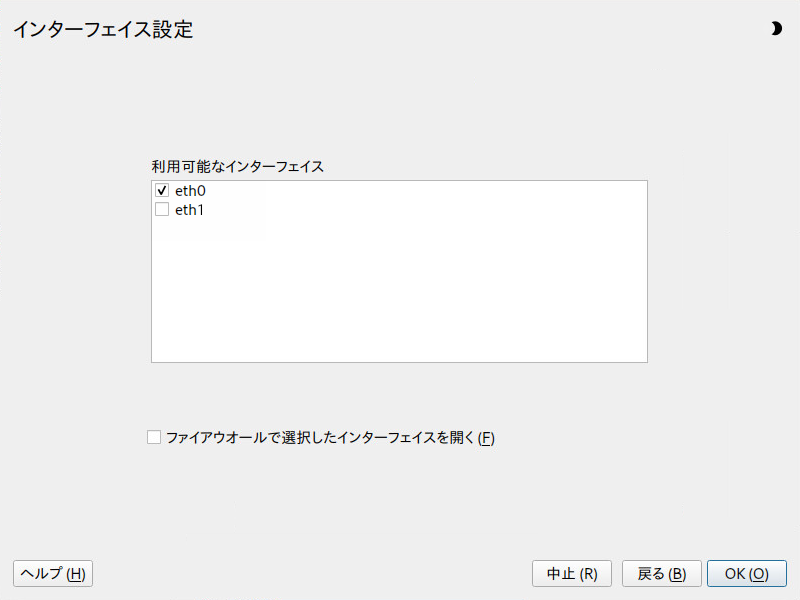 インターフェイス設定
利用可能なインターフェイス
eth0
eth1
ファイアウオールで選択したインターフェイスを開く(F)
ヘルプ(H)
中止(R)
戻る(B)
OK(O)